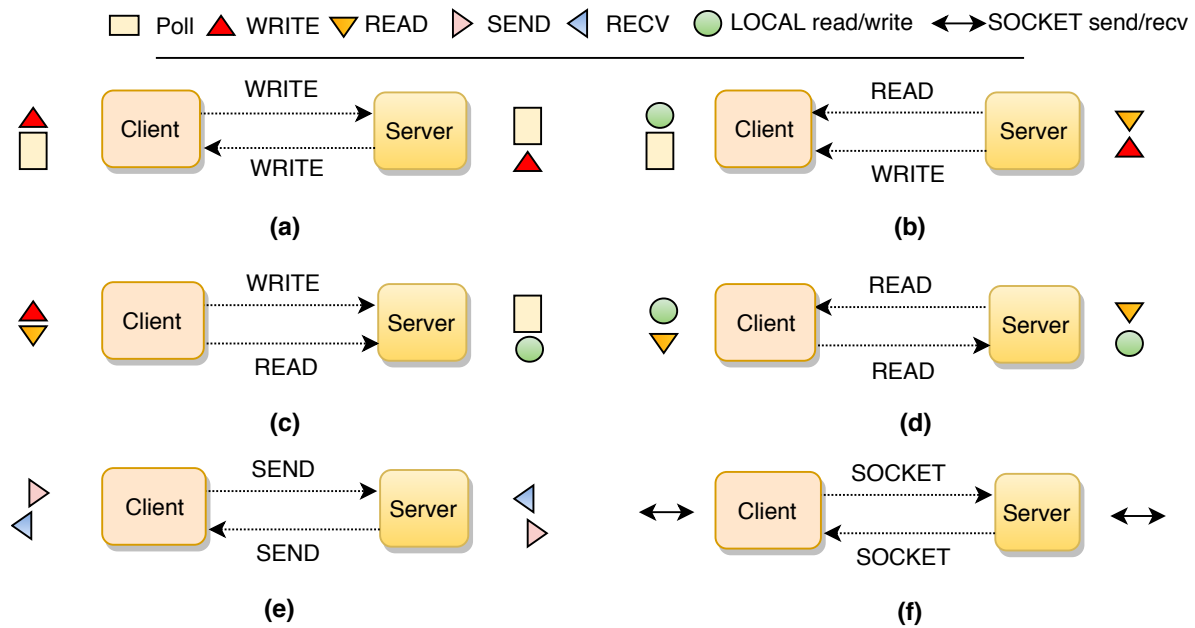 Poll WRITE READ SEND RECV LOCAL read/write SOCKET send/recv
WRITE
Client Server
WRITE
(a)
READ
Client Server
WRITE
(b)
WRITE
Client Server
READ
(c)
READ
Client Server
READ
(d)
SEND
Client Server
SEND
(e)
SOCKET
Client Server
SOCKET
(f)